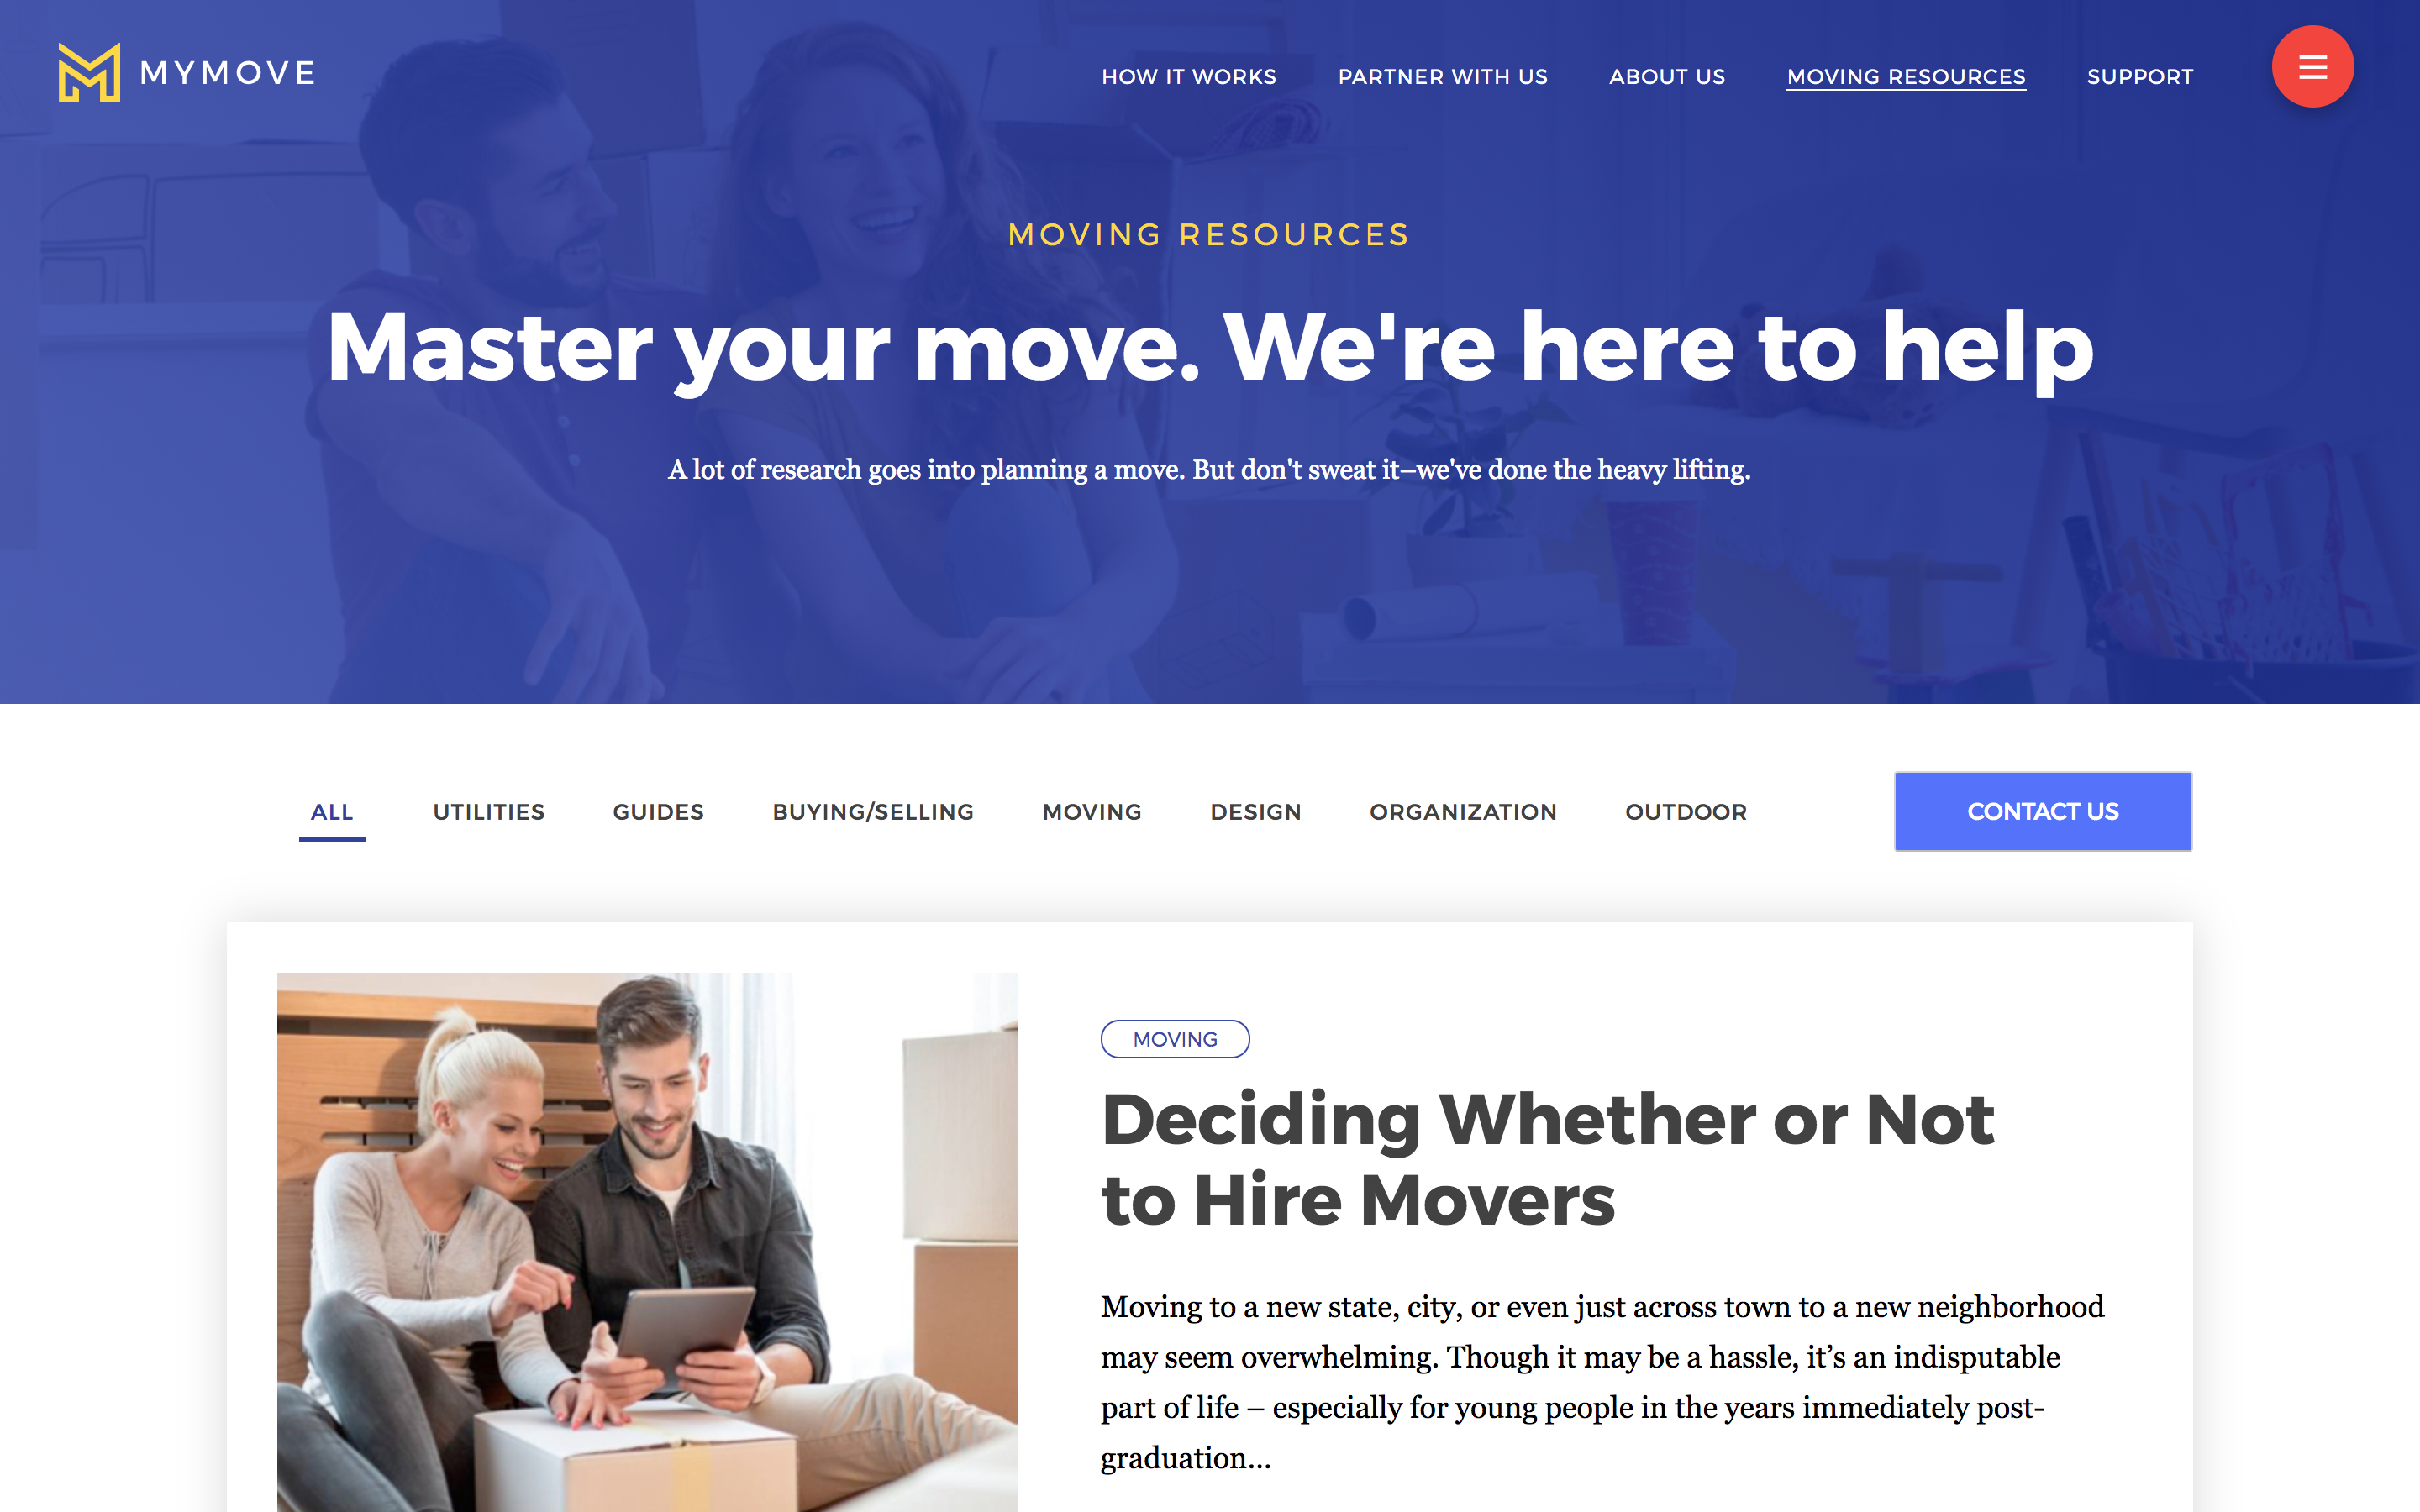 MYMOVE
HOW IT WORKS PARTNER WITH US ABOUT US MOVING RESOURCES SUPPORT
MOVING RESOURCES
Master your move. We're here to help
A lot of research goes into planning a move. But don't sweat it–we've done the heavy lifting.
ALL UTILITIES GUIDES BUYING/SELLING MOVING DESIGN ORGANIZATION OUTDOOR CONTACT US
MOVING
Deciding Whether or Not
to Hire Movers
Moving to a new state, city, or even just across town to a new neighborhood
may seem overwhelming. Though it may be a hassle, it’s an indisputable
part of life – especially for young people in the years immediately post-
graduation...